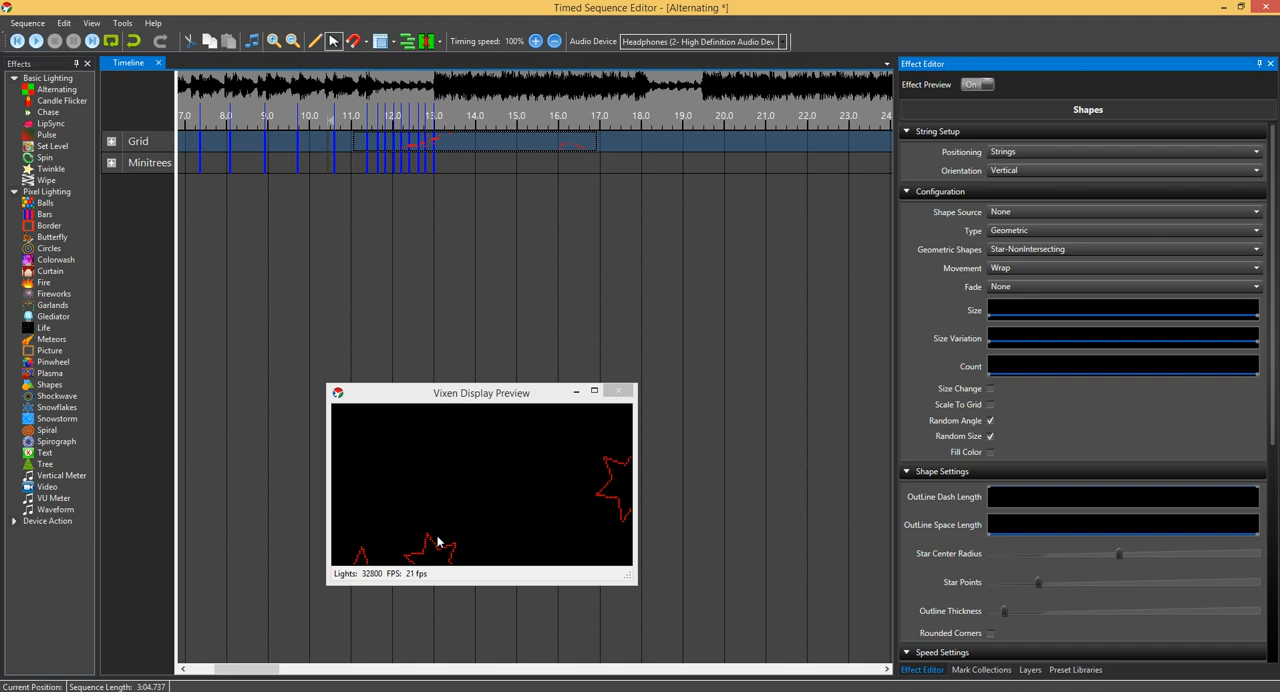 Timed Sequence Editor - [Alternating *]
Sequence Edit View Tools Help
Timing speed: 100% Audio Device Headphones (2- High Definition Audio Dev
Effects
Basic Lighting
Alternating
Candle Flicker
Chase
LipSync
Pulse
Set Level
Spin
Twinkle
Wipe
Pixel Lighting
Balls
Bars
Border
Butterfly
Circles
Colorwash
Curtain
Fire
Fireworks
Garlands
Glediator
Life
Meteors
Picture
Pinwheel
Plasma
Shapes
Shockwave
Snowflakes
Snowstorm
Spiral
Spirograph
Text
Tree
Vertical Meter
Video
VU Meter
Waveform
Device Action
Timeline
7.0 8.0 9.0 10.0 11.0 12.0 13.0 14.0 15.0 16.0 17.0 18.0 19.0 20.0 21.0 22.0 23.0 24
Grid
Minitrees
Vixen Display Preview
Lights: 32800 FPS: 21 fps
Effect Editor
Effect Preview On
Shapes
String Setup
Positioning Strings
Orientation Vertical
Configuration
Shape Source None
Type Geometric
Geometric Shapes Star-NonIntersecting
Movement Wrap
Fade None
Size
Size Variation
Count
Size Change
Scale To Grid
Random Angle
Random Size
Fill Color
Shape Settings
OutLine Dash Length
OutLine Space Length
Star Center Radius
Star Points
Outline Thickness
Rounded Corners
Speed Settings
Effect Editor Mark Collections Layers Preset Libraries
Current Position: Sequence Length: 3:04.737